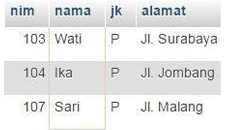 nim nama jk alamat
103 Wati P Jl. Surabaya
104 Ika P Jl. Jombang
107 Sari P Jl. Malang